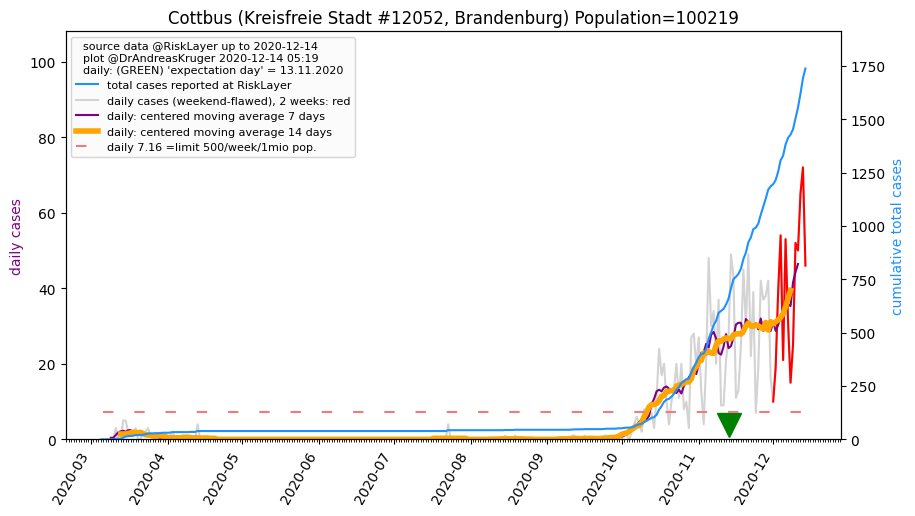 Cottbus (Kreisfreie Stadt #12052, Brandenburg) Population=100219
source data @RiskLayer up to 2020-12-14
plot @DrAndreasKruger 2020-12-14 05:19
daily: (GREEN) 'expectation day' = 13.11.2020
total cases reported at RiskLayer
daily cases (weekend-flawed), 2 weeks: red
daily: centered moving average 7 days
daily: centered moving average 14 days
daily 7.16 =limit 500/week/1mio pop.
daily cases
100
80
60
40
20
0
1750
1500
1250
1000
750
500
250
0
cumulative total cases
2020-03
2020-04
2020-05
2020-06
2020-07
2020-08
2020-09
2020-10
2020-11
2020-12